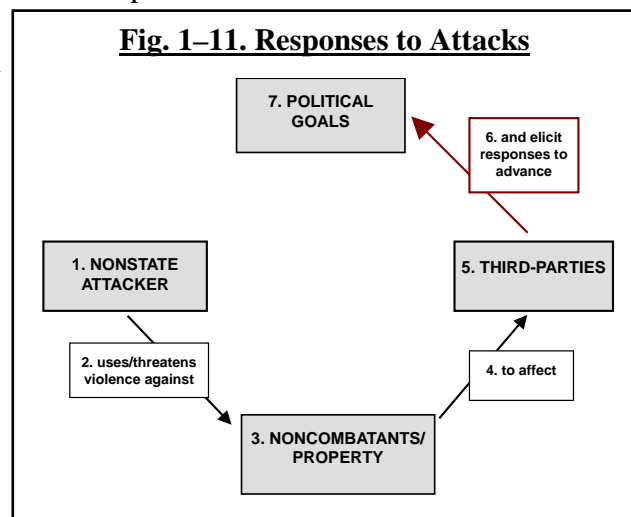 Fig. 1–11. Responses to Attacks
7. POLITICAL
GOALS
6. and elicit
responses to
advance
1. NONSTATE
ATTACKER
5. THIRD-PARTIES
2. uses/threatens
violence against
4. to affect
3. NONCOMBATANTS/
PROPERTY